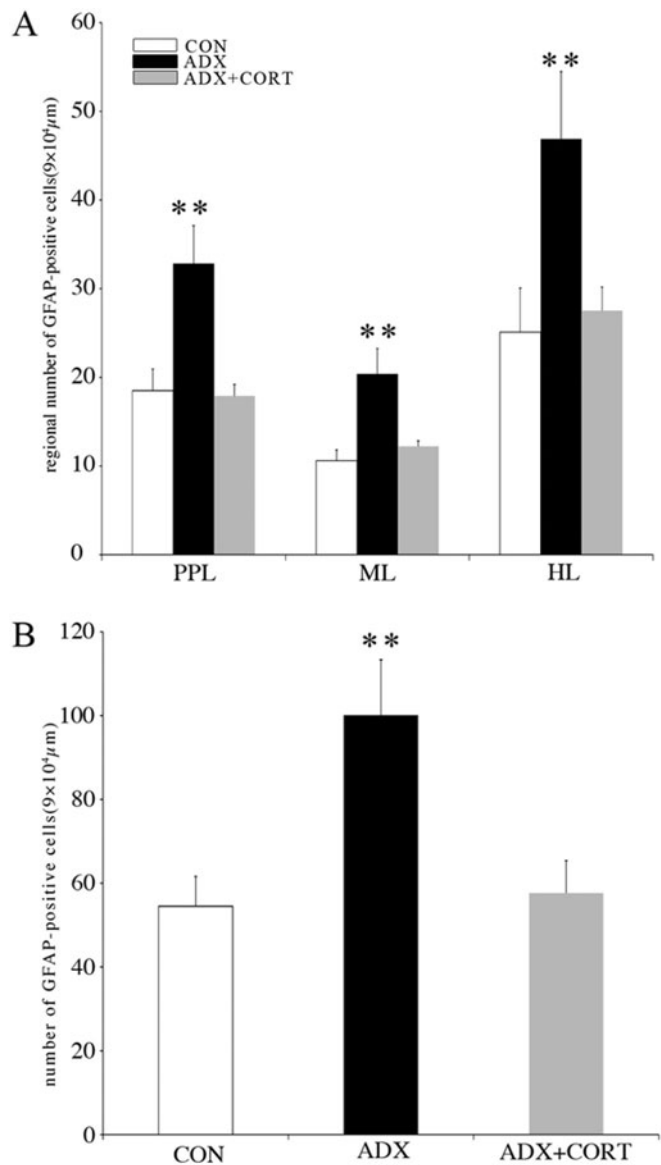 A
60
CON
ADX
ADX+CORT
**
50
40
**
30
**
20
10
0
regional number of GFAP-positive cells(9×10⁴μm)
PPL ML HL
B
120
**
100
80
60
40
20
0
number of GFAP-positive cells(9×10⁴μm)
CON ADX ADX+CORT